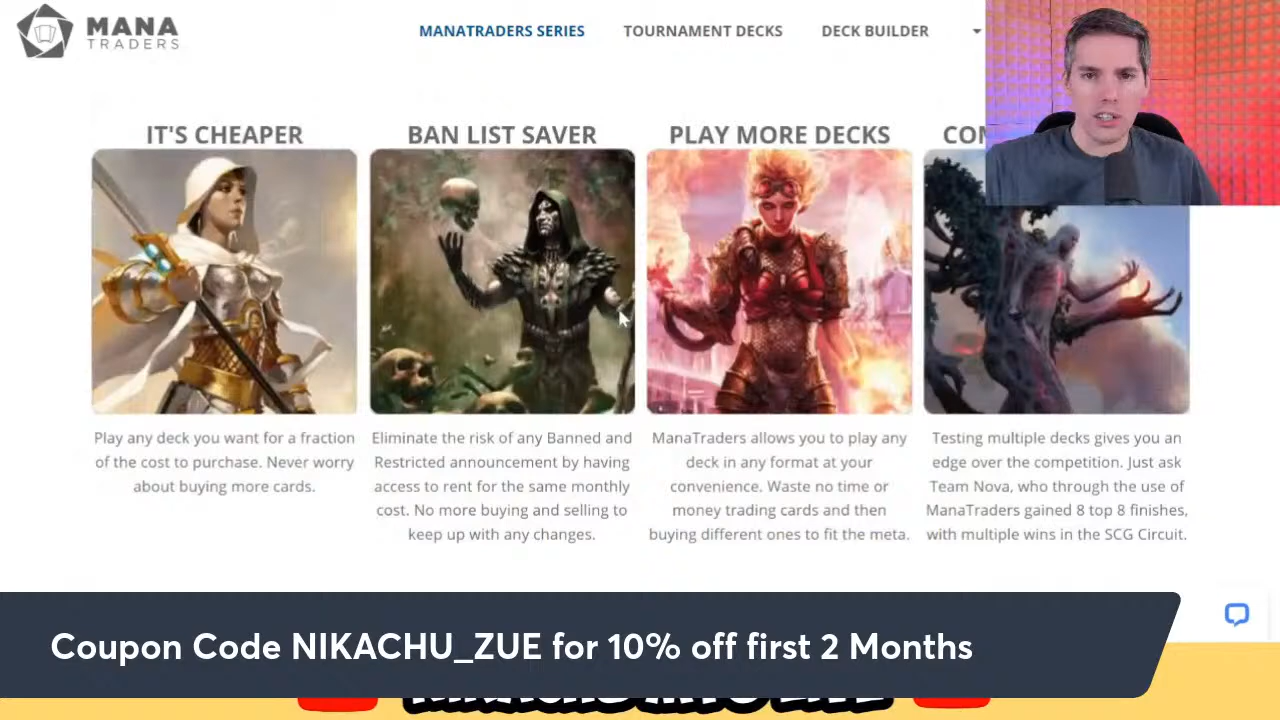 MANA
TRADERS
MANATRADERS SERIES
TOURNAMENT DECKS
DECK BUILDER
IT'S CHEAPER
BAN LIST SAVER
PLAY MORE DECKS
Play any deck you want for a fraction
of the cost to purchase. Never worry
about buying more cards.
Eliminate the risk of any Banned and
Restricted announcement by having
access to rent for the same monthly
cost. No more buying and selling to
keep up with any changes.
ManaTraders allows you to play any
deck in any format at your
convenience. Waste no time or
money trading cards and then
buying different ones to fit the meta.
Testing multiple decks gives you an
edge over the competition. Just ask
Team Nova, who through the use of
ManaTraders gained 8 top 8 finishes,
with multiple wins in the SCG Circuit.
Coupon Code NIKACHU_ZUE for 10% off first 2 Months